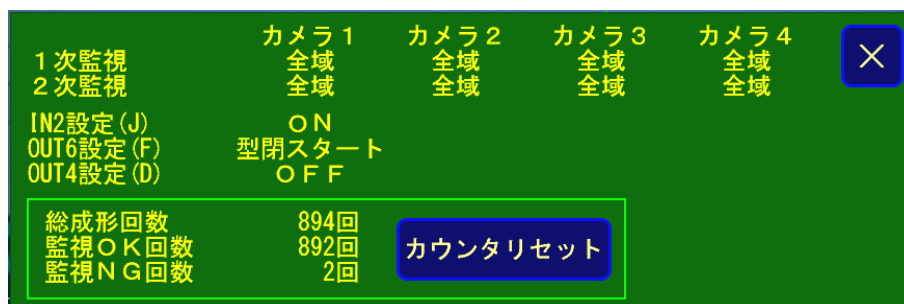 カメラ1 カメラ2 カメラ3 カメラ4
1次監視 全域 全域 全域 全域
2次監視 全域 全域 全域 全域
×
IN2設定(J) ON
OUT6設定(F) 型閉スタート
OUT4設定(D) OFF
総成形回数 894回
監視OK回数 892回
監視NG回数 2回
カウンタリセット